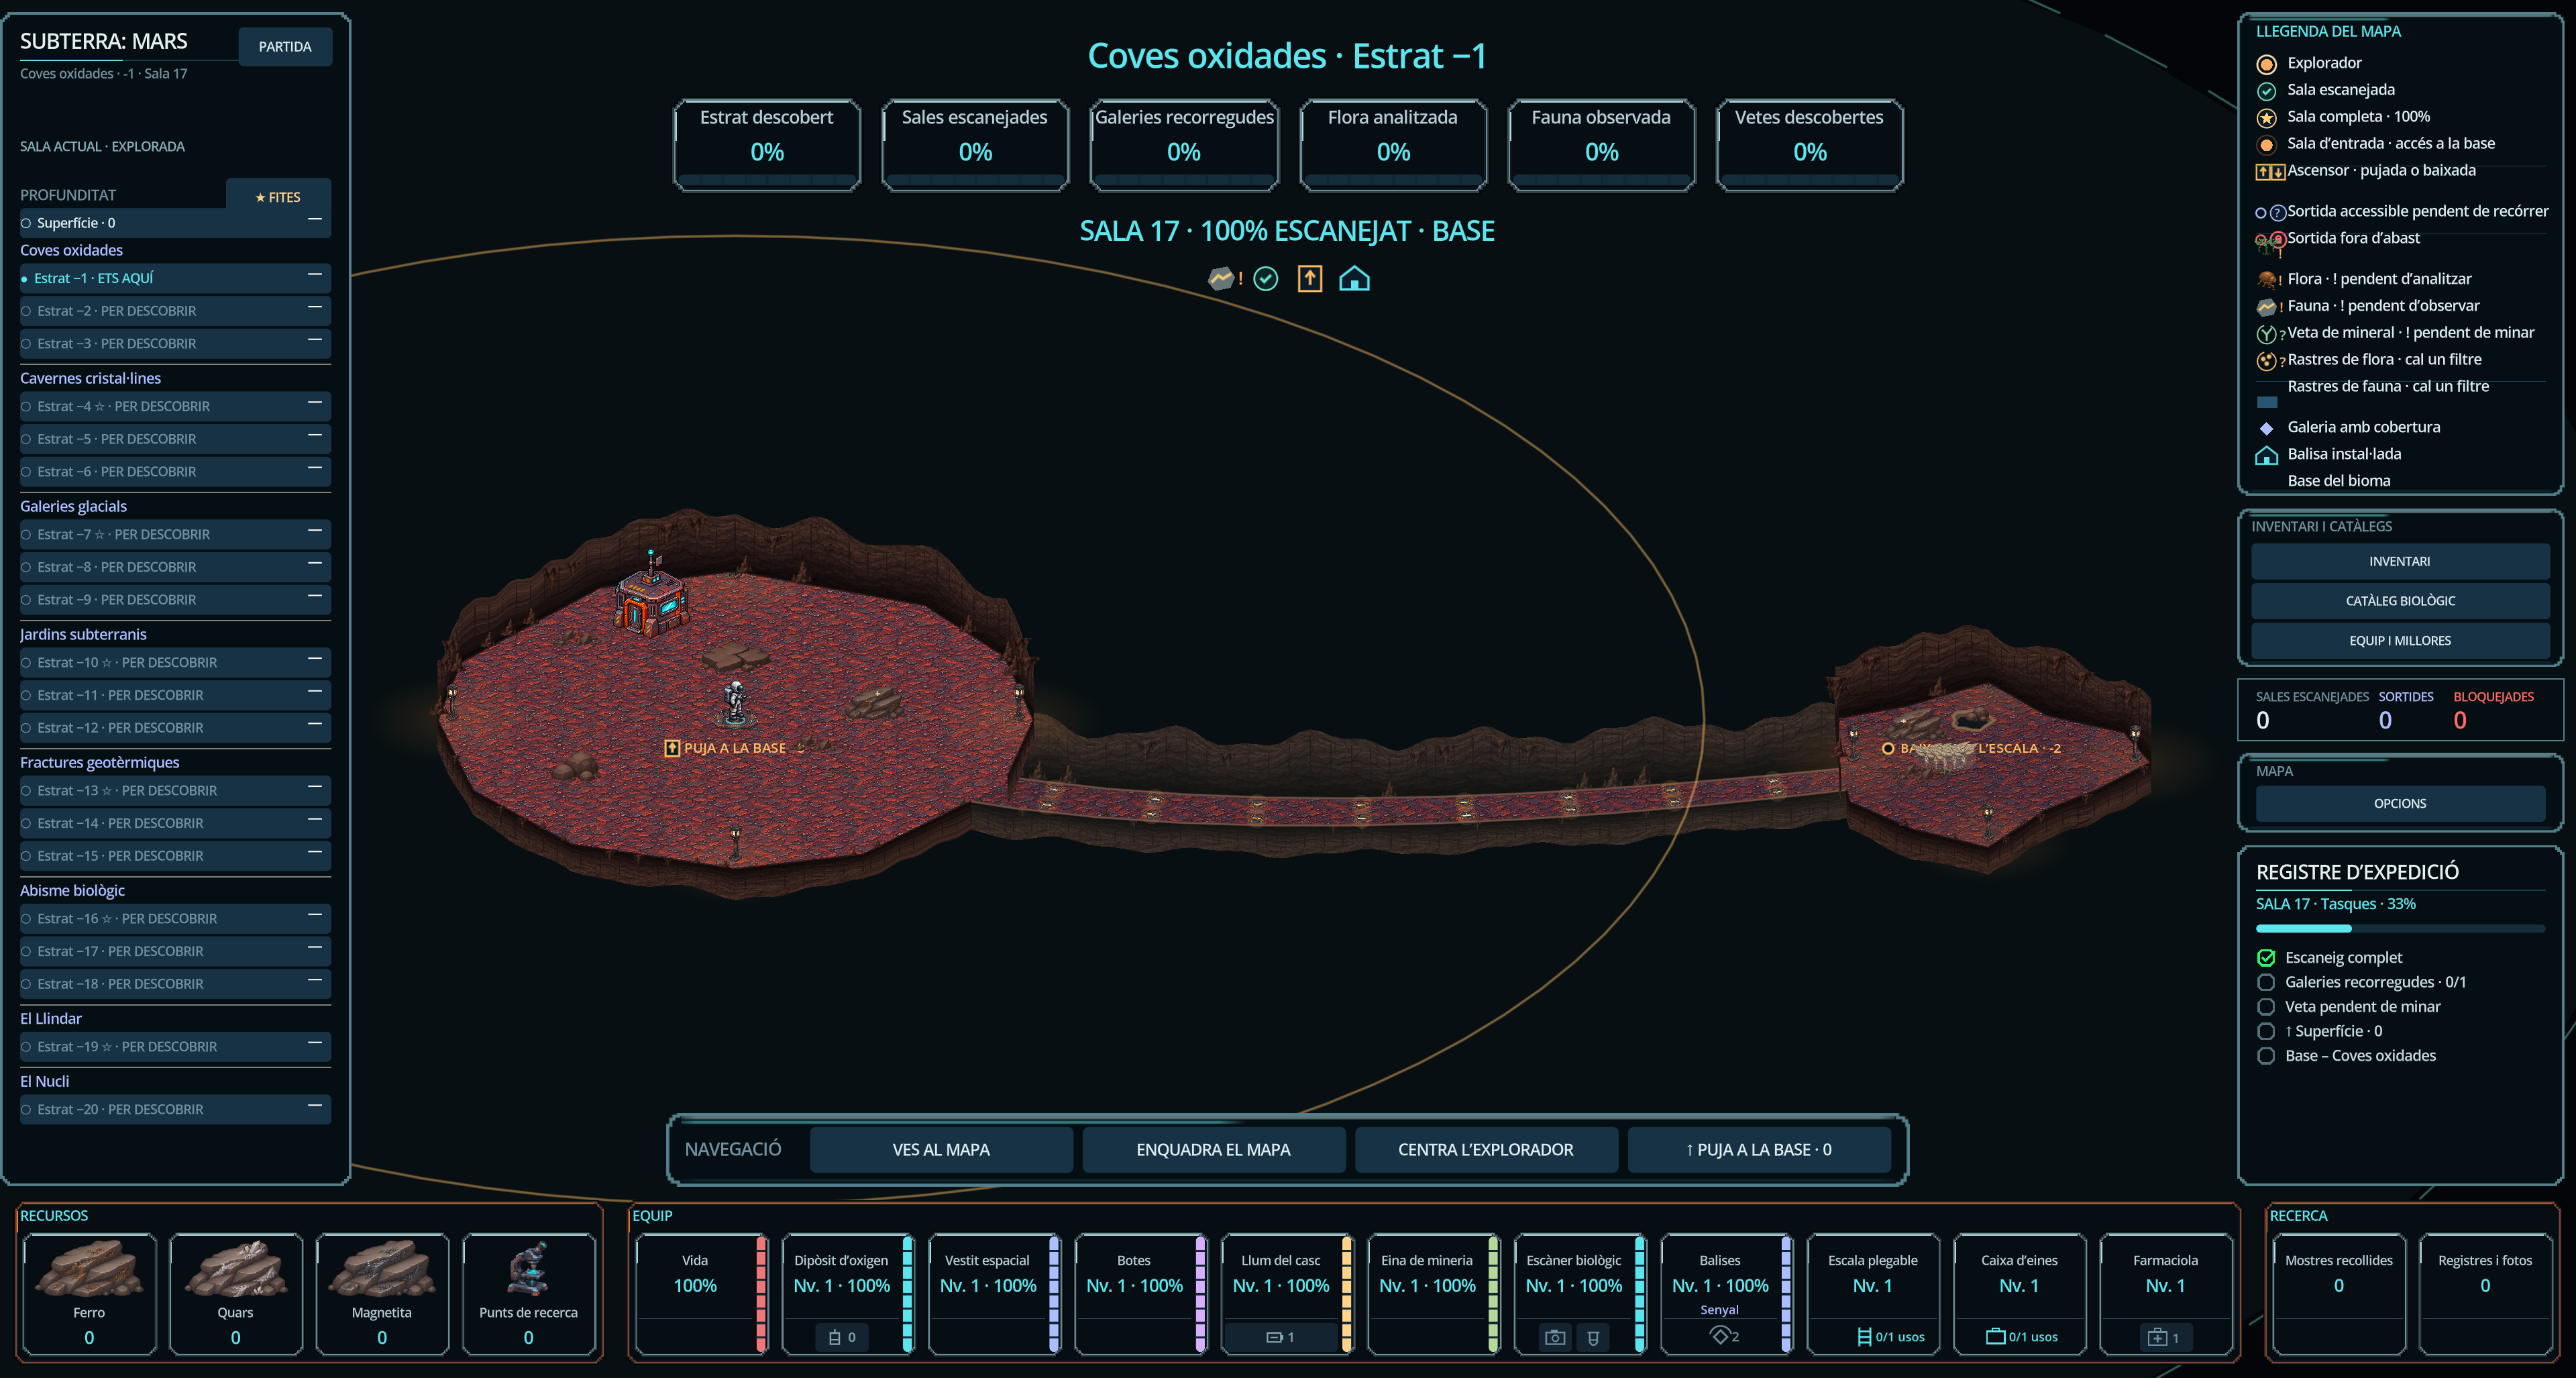 SUBTERRA: MARS
PARTIDA
Coves oxidades · -1 · Sala 17
SALA ACTUAL · EXPLORADA
PROFUNDITAT
★ FITES
Superfície · 0
Coves oxidades
Estrat −1 · ETS AQUÍ
Estrat −2 · PER DESCOBRIR
Estrat −3 · PER DESCOBRIR
Cavernes cristal·lines
Estrat −4 ☆ · PER DESCOBRIR
Estrat −5 · PER DESCOBRIR
Estrat −6 · PER DESCOBRIR
Galeries glacials
Estrat −7 ☆ · PER DESCOBRIR
Estrat −8 · PER DESCOBRIR
Estrat −9 · PER DESCOBRIR
Jardins subterranis
Estrat −10 ☆ · PER DESCOBRIR
Estrat −11 · PER DESCOBRIR
Estrat −12 · PER DESCOBRIR
Fractures geotèrmiques
Estrat −13 ☆ · PER DESCOBRIR
Estrat −14 · PER DESCOBRIR
Estrat −15 · PER DESCOBRIR
Abisme biològic
Estrat −16 ☆ · PER DESCOBRIR
Estrat −17 · PER DESCOBRIR
Estrat −18 · PER DESCOBRIR
El Llindar
Estrat −19 ☆ · PER DESCOBRIR
El Nucli
Estrat −20 · PER DESCOBRIR
Coves oxidades · Estrat −1
Estrat descobert
0%
Sales escanejades
0%
Galeries recorregudes
0%
Flora analitzada
0%
Fauna observada
0%
Vetes descobertes
0%
SALA 17 · 100% ESCANEJAT · BASE
PUJA A LA BASE
L'ESCALA · -2
NAVEGACIÓ
VES AL MAPA
ENQUADRA EL MAPA
CENTRA L'EXPLORADOR
↑ PUJA A LA BASE · 0
LLEGENDA DEL MAPA
Explorador
Sala escanejada
Sala completa · 100%
Sala d'entrada · accés a la base
Ascensor · pujada o baixada
Sortida accessible pendent de recórrer
Sortida fora d'abast
Flora · ! pendent d'analitzar
Fauna · ! pendent d'observar
Veta de mineral · ! pendent de minar
Rastres de flora · cal un filtre
Rastres de fauna · cal un filtre
Galeria amb cobertura
Balisa instal·lada
Base del bioma
INVENTARI I CATÀLEGS
INVENTARI
CATÀLEG BIOLÒGIC
EQUIP I MILLORES
SALES ESCANEJADES
0
SORTIDES
0
BLOQUEJADES
0
MAPA
OPCIONS
REGISTRE D'EXPEDICIÓ
SALA 17 · Tasques · 33%
Escaneig complet
Galeries recorregudes · 0/1
Veta pendent de minar
↑ Superfície · 0
Base – Coves oxidades
RECURSOS
Ferro
0
Quars
0
Magnetita
0
Punts de recerca
0
EQUIP
Vida
100%
Dipòsit d'oxigen
Nv. 1 · 100%
0
Vestit espacial
Nv. 1 · 100%
Botes
Nv. 1 · 100%
Llum del casc
Nv. 1 · 100%
1
Eina de mineria
Nv. 1 · 100%
Escàner biològic
Nv. 1 · 100%
Balises
Nv. 1 · 100%
Senyal
2
Escala plegable
Nv. 1
0/1 usos
Caixa d'eines
Nv. 1
0/1 usos
Farmaciola
Nv. 1
1
RECERCA
Mostres recollides
0
Registres i fotos
0